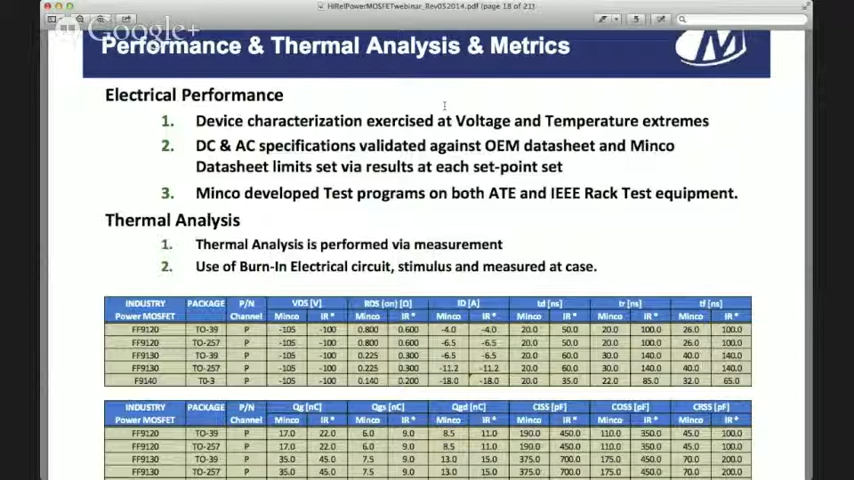 HiRelPowerMOSFETwebinar_Rev052014.pdf (page 18 of 21)
Google+
Performance & Thermal Analysis & Metrics
Electrical Performance
1. Device characterization exercised at Voltage and Temperature extremes
2. DC & AC specifications validated against OEM datasheet and Minco
Datasheet limits set via results at each set-point set
3. Minco developed Test programs on both ATE and IEEE Rack Test equipment.
Thermal Analysis
1. Thermal Analysis is performed via measurement
2. Use of Burn-In Electrical circuit, stimulus and measured at case.
INDUSTRY PACKAGE P/N VDS [V] RDS (on) [Ω] ID [A] td [ns] tr [ns] tf [ns]
Power MOSFET Channel Minco IR * Minco IR * Minco IR * Minco IR * Minco IR * Minco IR *
FF9120 TO-39 P -105 -100 0.800 0.600 -4.0 -4.0 20.0 50.0 20.0 100.0 26.0 100.0
FF9120 TO-257 P -105 -100 0.800 0.600 -6.5 -6.5 20.0 50.0 20.0 100.0 26.0 100.0
FF9130 TO-39 P -105 -100 0.225 0.300 -6.5 -6.5 20.0 60.0 30.0 140.0 40.0 140.0
FF9130 TO-257 P -105 -100 0.225 0.300 -11.2 -11.2 20.0 60.0 30.0 140.0 40.0 140.0
F9140 T0-3 P -105 -100 0.140 0.200 -18.0 -18.0 20.0 35.0 22.0 85.0 32.0 65.0
INDUSTRY PACKAGE P/N Qg [nC] Qgs [nC] Qgd [nC] CISS [pF] COSS [pF] CRSS [pF]
Power MOSFET Channel Minco IR * Minco IR * Minco IR * Minco IR * Minco IR * Minco IR *
FF9120 TO-39 P 17.0 22.0 6.0 9.0 8.5 11.0 190.0 450.0 110.0 350.0 45.0 100.0
FF9120 TO-257 P 17.0 22.0 6.0 9.0 8.5 11.0 190.0 450.0 110.0 350.0 45.0 100.0
FF9130 TO-39 P 35.0 45.0 7.5 9.0 13.0 15.0 375.0 700.0 175.0 450.0 70.0 200.0
FF9130 TO-257 P 35.0 45.0 7.5 9.0 13.0 15.0 375.0 700.0 175.0 450.0 70.0 200.0